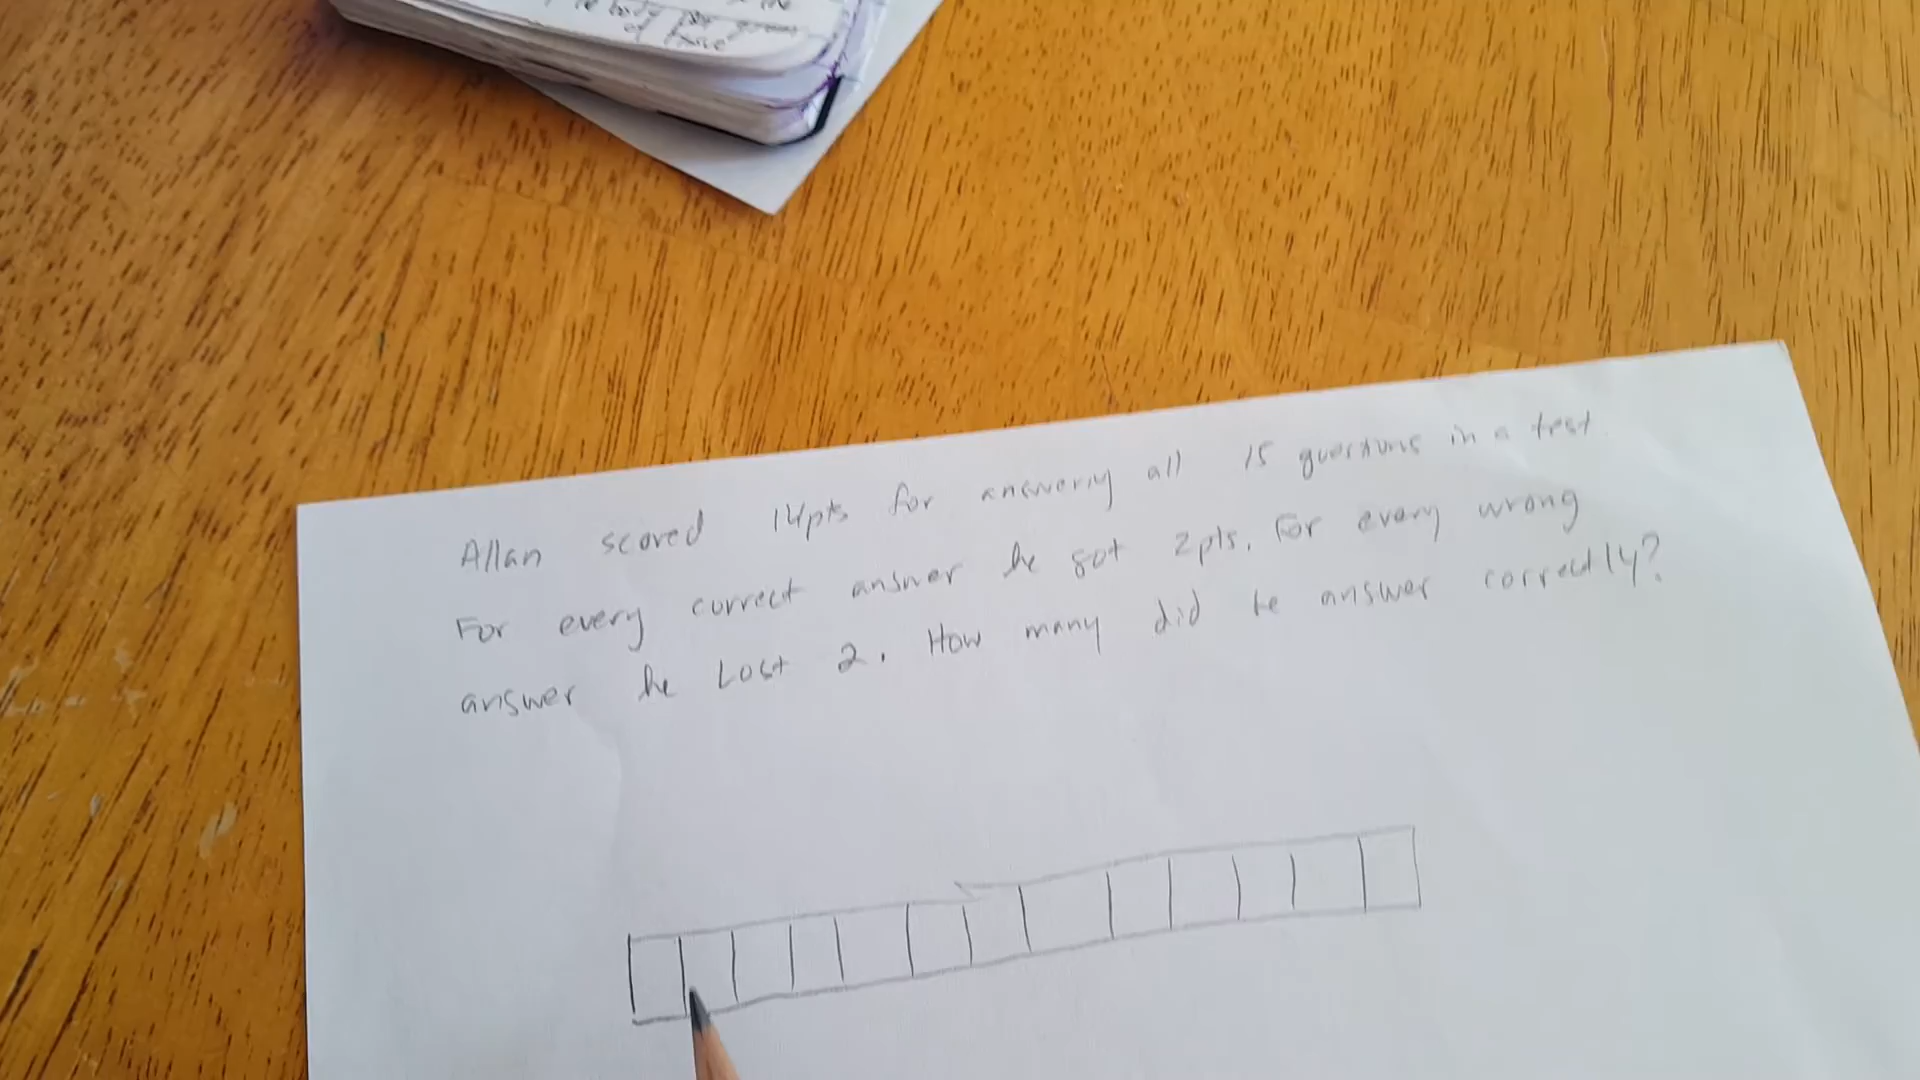 of
Allan scored 14pts for answering all 15 questions in a test
For every correct answer he got 2pts. For every wrong
answer he Lost 2. How many did he answer correctly?